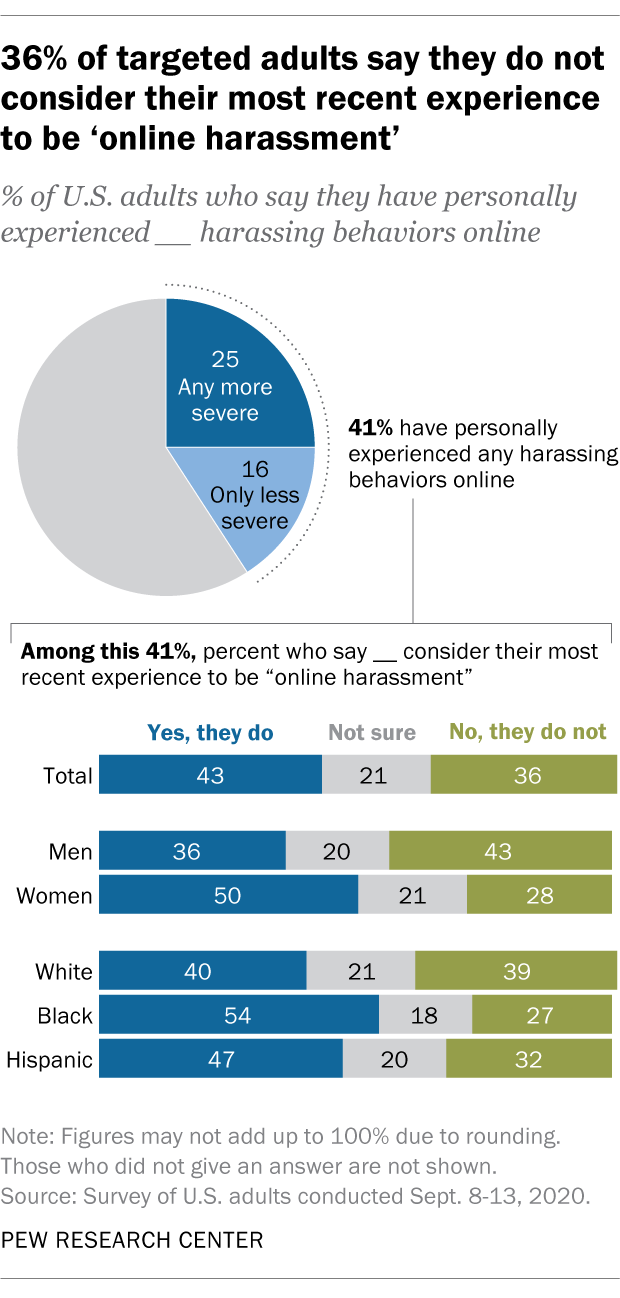 36% of targeted adults say they do not
consider their most recent experience
to be ‘online harassment’
% of U.S. adults who say they have personally
experienced __ harassing behaviors online
25
Any more
severe
16
Only less
severe
41% have personally
experienced any harassing
behaviors online
Among this 41%, percent who say __ consider their most
recent experience to be “online harassment”
Yes, they do Not sure No, they do not
Total 43 21 36
Men 36 20 43
Women 50 21 28
White 40 21 39
Black 54 18 27
Hispanic 47 20 32
Note: Figures may not add up to 100% due to rounding.
Those who did not give an answer are not shown.
Source: Survey of U.S. adults conducted Sept. 8-13, 2020.
PEW RESEARCH CENTER